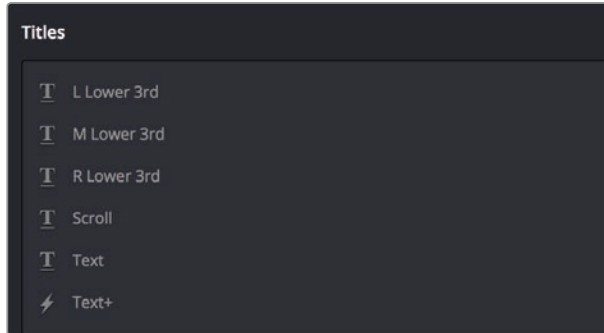 Titles
L Lower 3rd
M Lower 3rd
R Lower 3rd
Scroll
Text
Text+